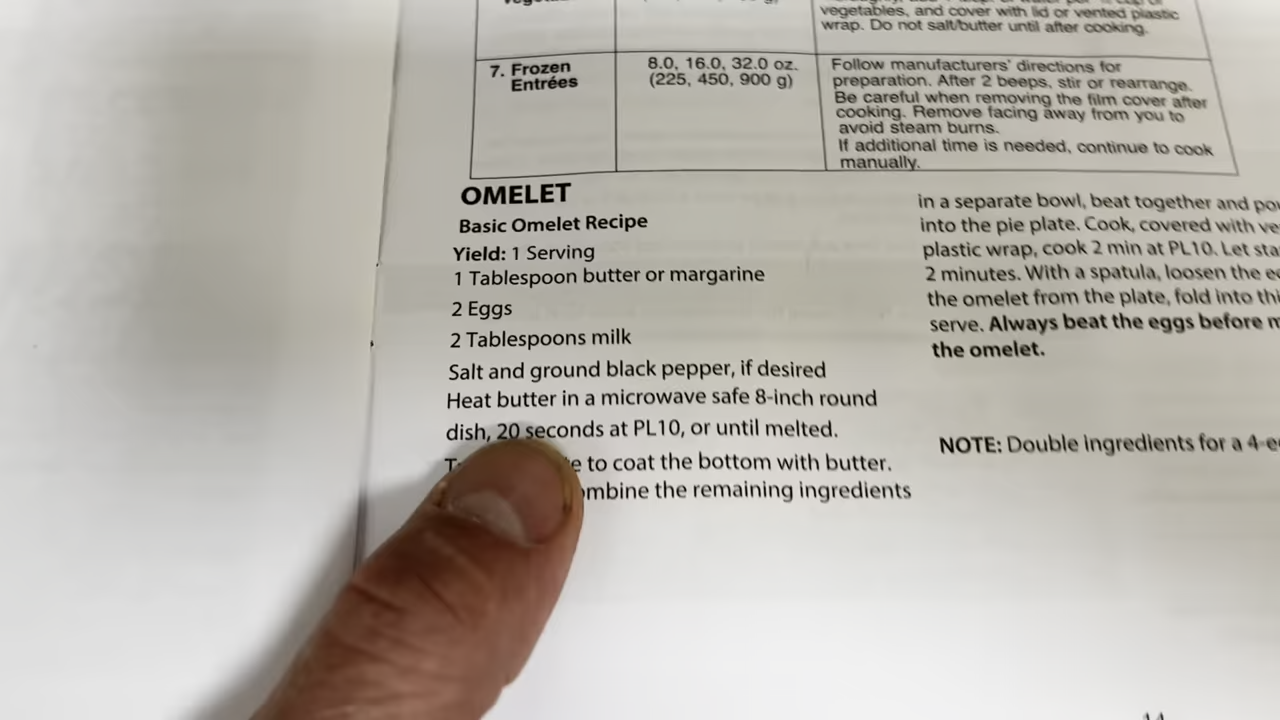 vegetables, and cover with lid or vented plastic
wrap. Do not salt/butter until after cooking.
7. Frozen
Entrées
8.0, 16.0, 32.0 oz.
(225, 450, 900 g)
Follow manufacturers' directions for
preparation. After 2 beeps, stir or rearrange.
Be careful when removing the film cover after
cooking. Remove facing away from you to
avoid steam burns.
If additional time is needed, continue to cook
manually.
OMELET
Basic Omelet Recipe
Yield: 1 Serving
1 Tablespoon butter or margarine
2 Eggs
2 Tablespoons milk
Salt and ground black pepper, if desired
Heat butter in a microwave safe 8-inch round
dish, 20 seconds at PL10, or until melted.
to coat the bottom with butter.
the remaining ingredients
in a separate bowl, beat together and
into the pie plate. Cook, covered with
plastic wrap, cook 2 min at PL10. Let
2 minutes. With a spatula, loosen the
the omelet from the plate, fold into
serve. Always beat the eggs before
the omelet.
NOTE: Double ingredients for a